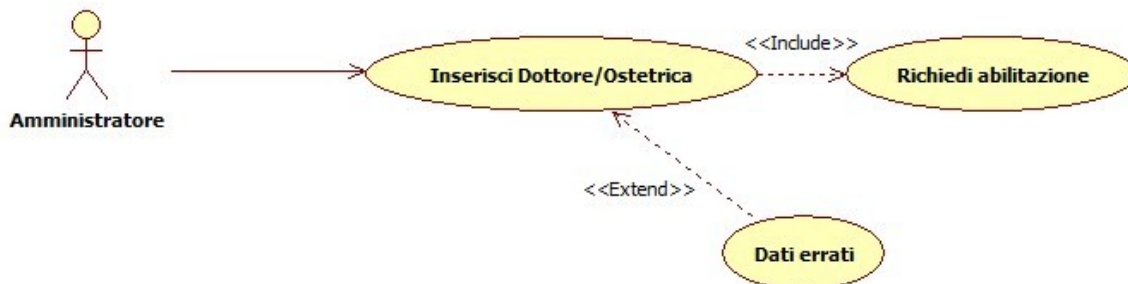 <<Include>>
Inserisci Dottore/Ostetrica
Richiedi abilitazione
Amministratore
<<Extend>>
Dati errati